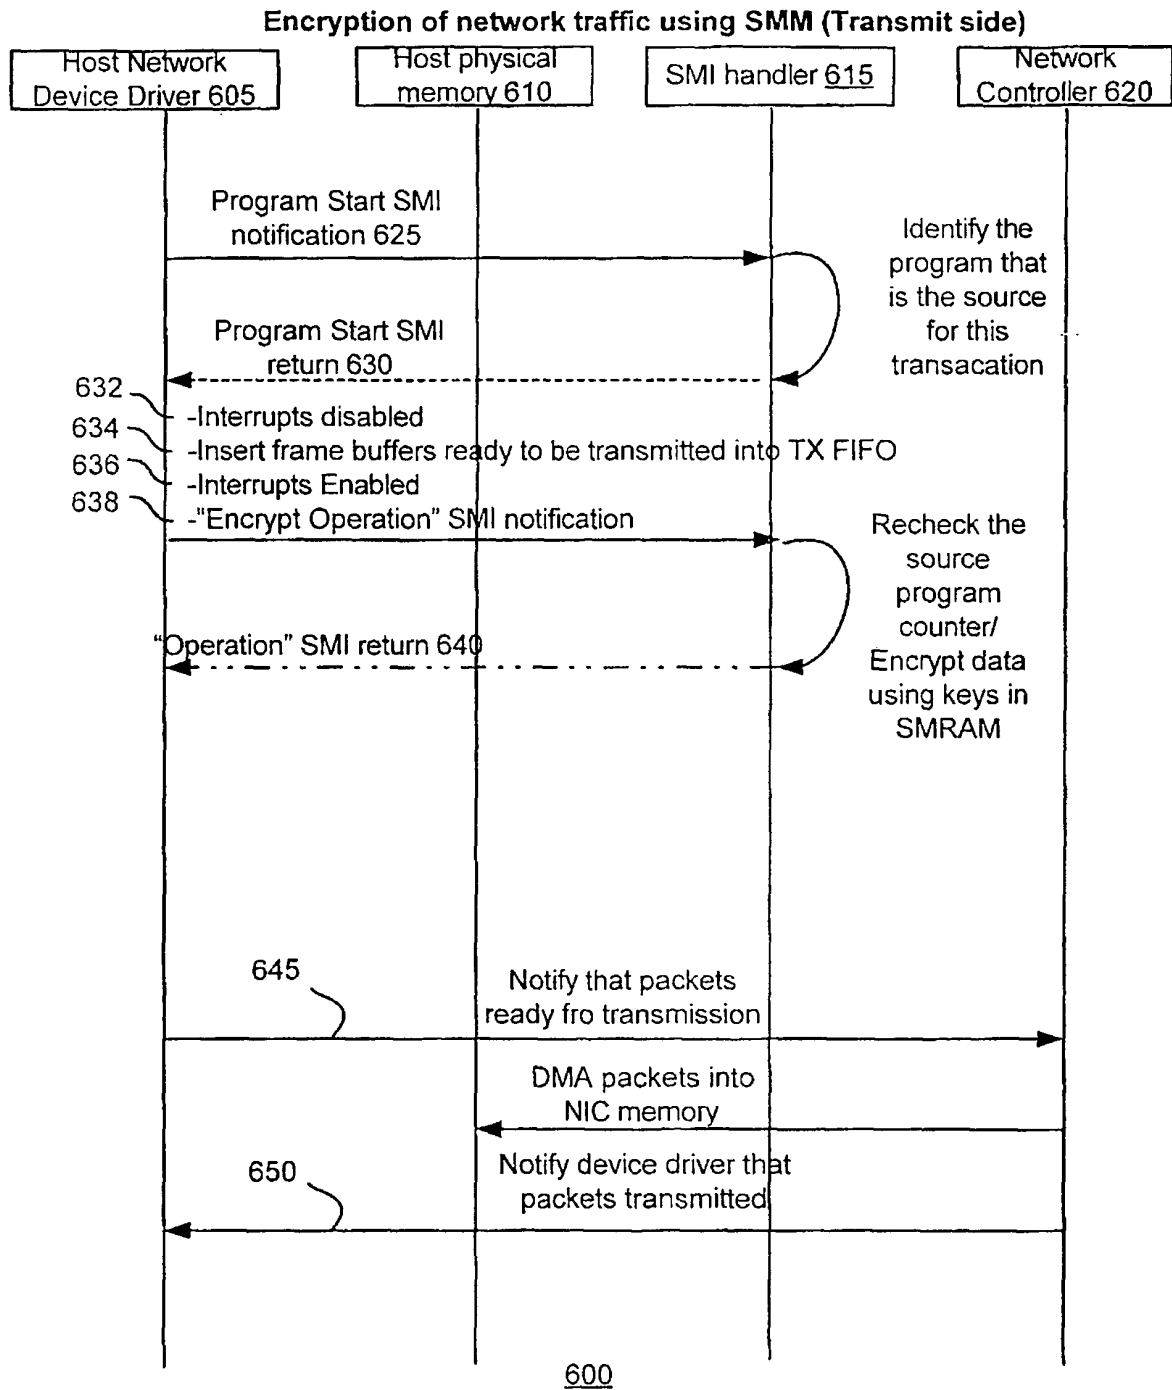 Encryption of network traffic using SMM (Transmit side)
Host Network
Device Driver 605
Host physical
memory 610
SMI handler 615
Network
Controller 620
Program Start SMI
notification 625
Identify the
program that
is the source
for this
transacation
Program Start SMI
return 630
632
-Interrupts disabled
634
-Insert frame buffers ready to be transmitted into TX FIFO
636
-Interrupts Enabled
638
-"Encrypt Operation" SMI notification
Recheck the
source
program
counter/
Encrypt data
using keys in
SMRAM
"Operation" SMI return 640
645
Notify that packets
ready fro transmission
DMA packets into
NIC memory
650
Notify device driver that
packets transmitted
600